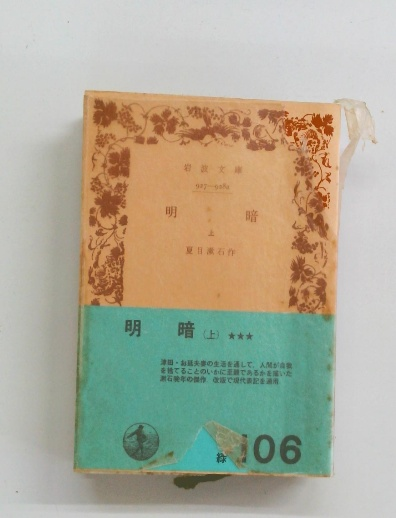 岩波文庫
明 暗
上
夏目漱石作
明 暗 (上) ★★★
津田・お延夫妻の生活を通して、人間が自我
を捨てることのいかに至難であるかを描いた
漱石晩年の傑作 改版で現代表記を適用
緑 106